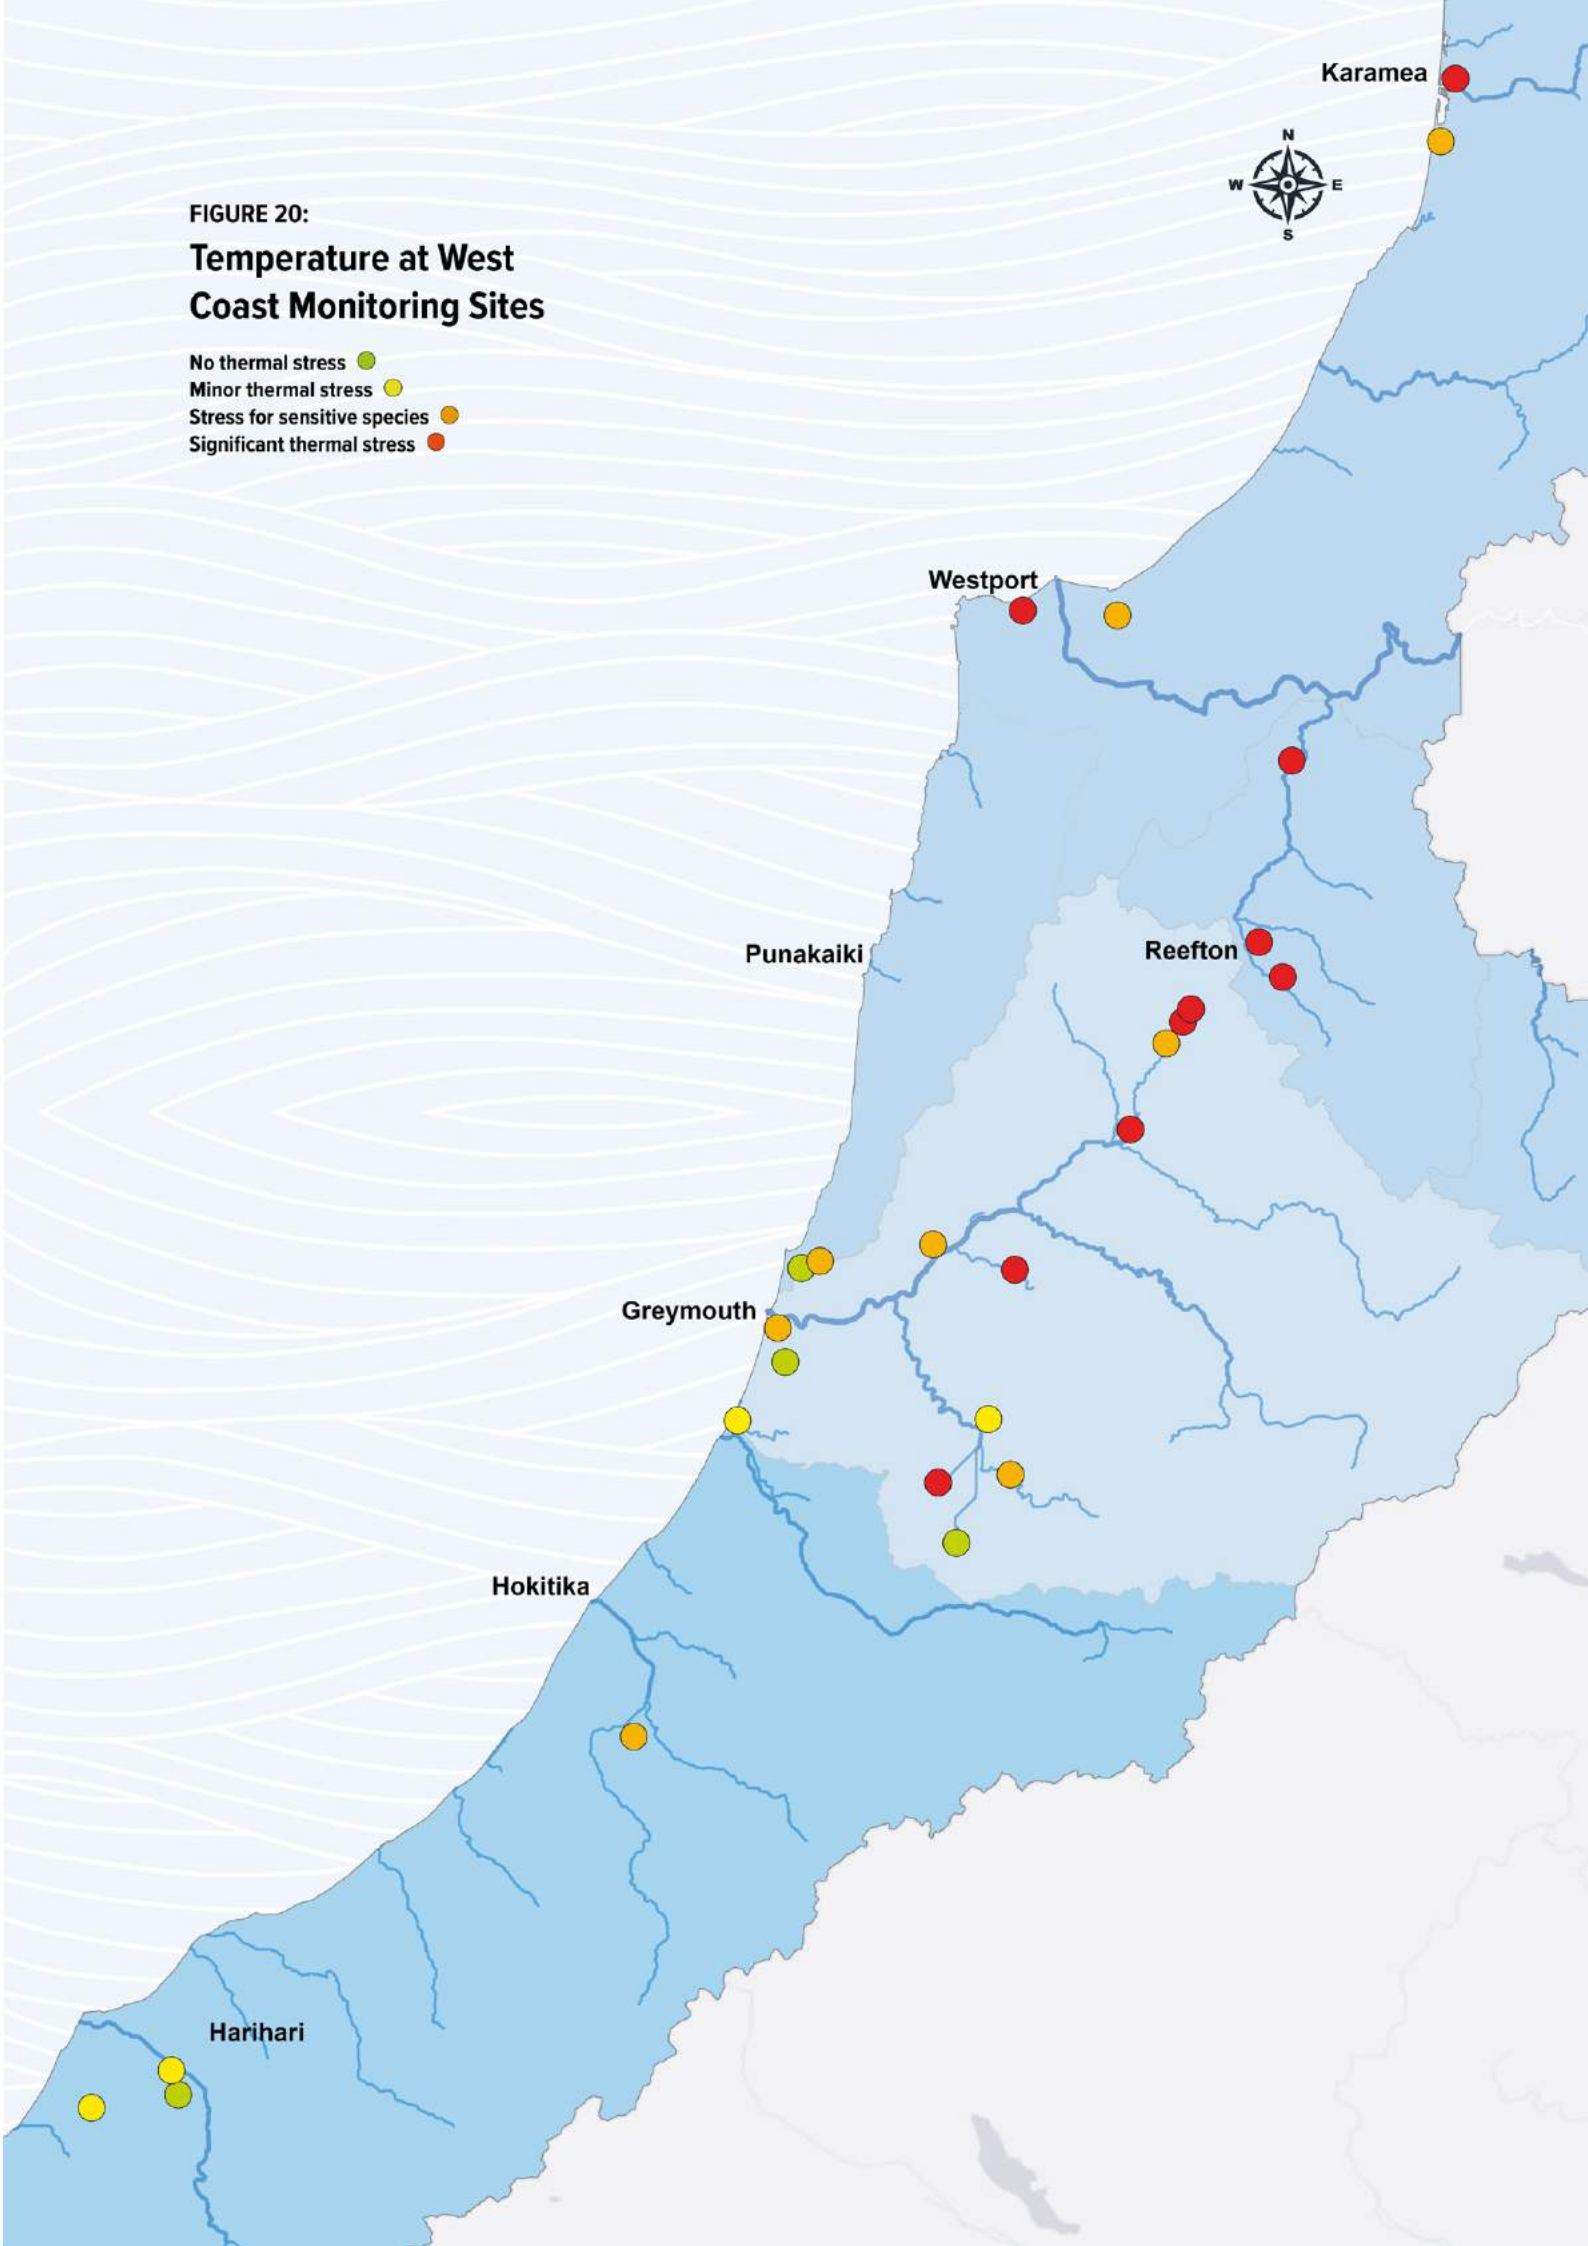 Karamea
N
W E
S
FIGURE 20:
Temperature at West
Coast Monitoring Sites
No thermal stress
Minor thermal stress
Stress for sensitive species
Significant thermal stress
Westport
Punakaiki
Reefton
Greymouth
Hokitika
Harihari